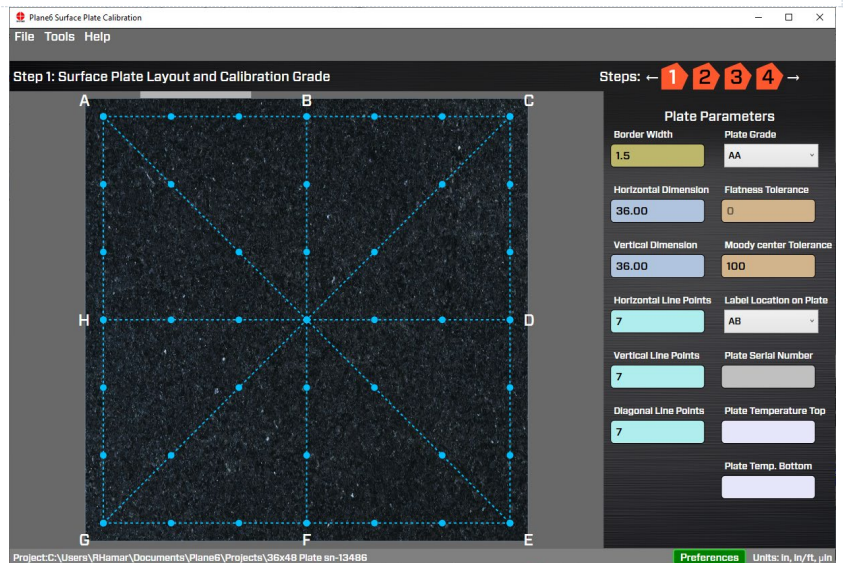 Plane6 Surface Plate Calibration
File Tools Help
Step 1: Surface Plate Layout and Calibration Grade
Steps: ← 1 2 3 4 →
A B C
H D
G F E
Plate Parameters
Border Width Plate Grade
1.5 AA
Horizontal Dimension Flatness Tolerance
36.00 0
Vertical Dimension Moody center Tolerance
36.00 100
Horizontal Line Points Label Location on Plate
7 AB
Vertical Line Points Plate Serial Number
7
Diagonal Line Points Plate Temperature Top
7
Plate Temp. Bottom
Project:C:\Users\RHamar\Documents\Plane6\Projects\36x48 Plate sn-13486 Preferences Units: in, in/ft, µin